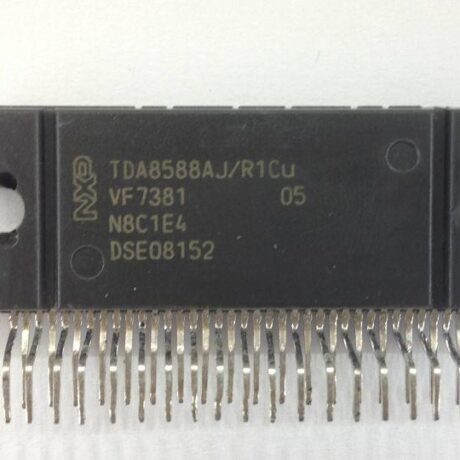 NXP
TDA8588AJ/R1Cu
VF7381 05
N8C1E4
DSE08152